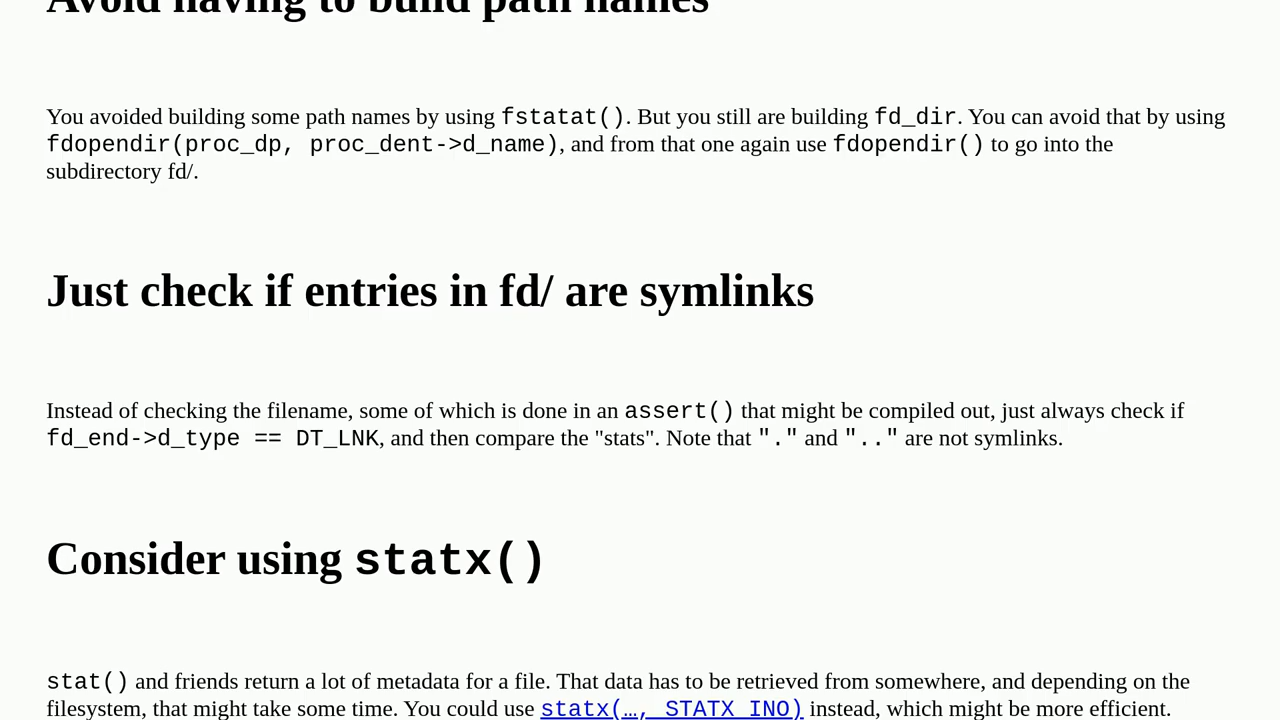 Avoid having to build path names
You avoided building some path names by using fstatat(). But you still are building fd_dir. You can avoid that by using
fdopendir(proc_dp, proc_dent->d_name), and from that one again use fdopendir() to go into the
subdirectory fd/.
Just check if entries in fd/ are symlinks
Instead of checking the filename, some of which is done in an assert() that might be compiled out, just always check if
fd_end->d_type == DT_LNK, and then compare the "stats". Note that "." and ".." are not symlinks.
Consider using statx()
stat() and friends return a lot of metadata for a file. That data has to be retrieved from somewhere, and depending on the
filesystem, that might take some time. You could use statx(…, STATX_INO) instead, which might be more efficient.